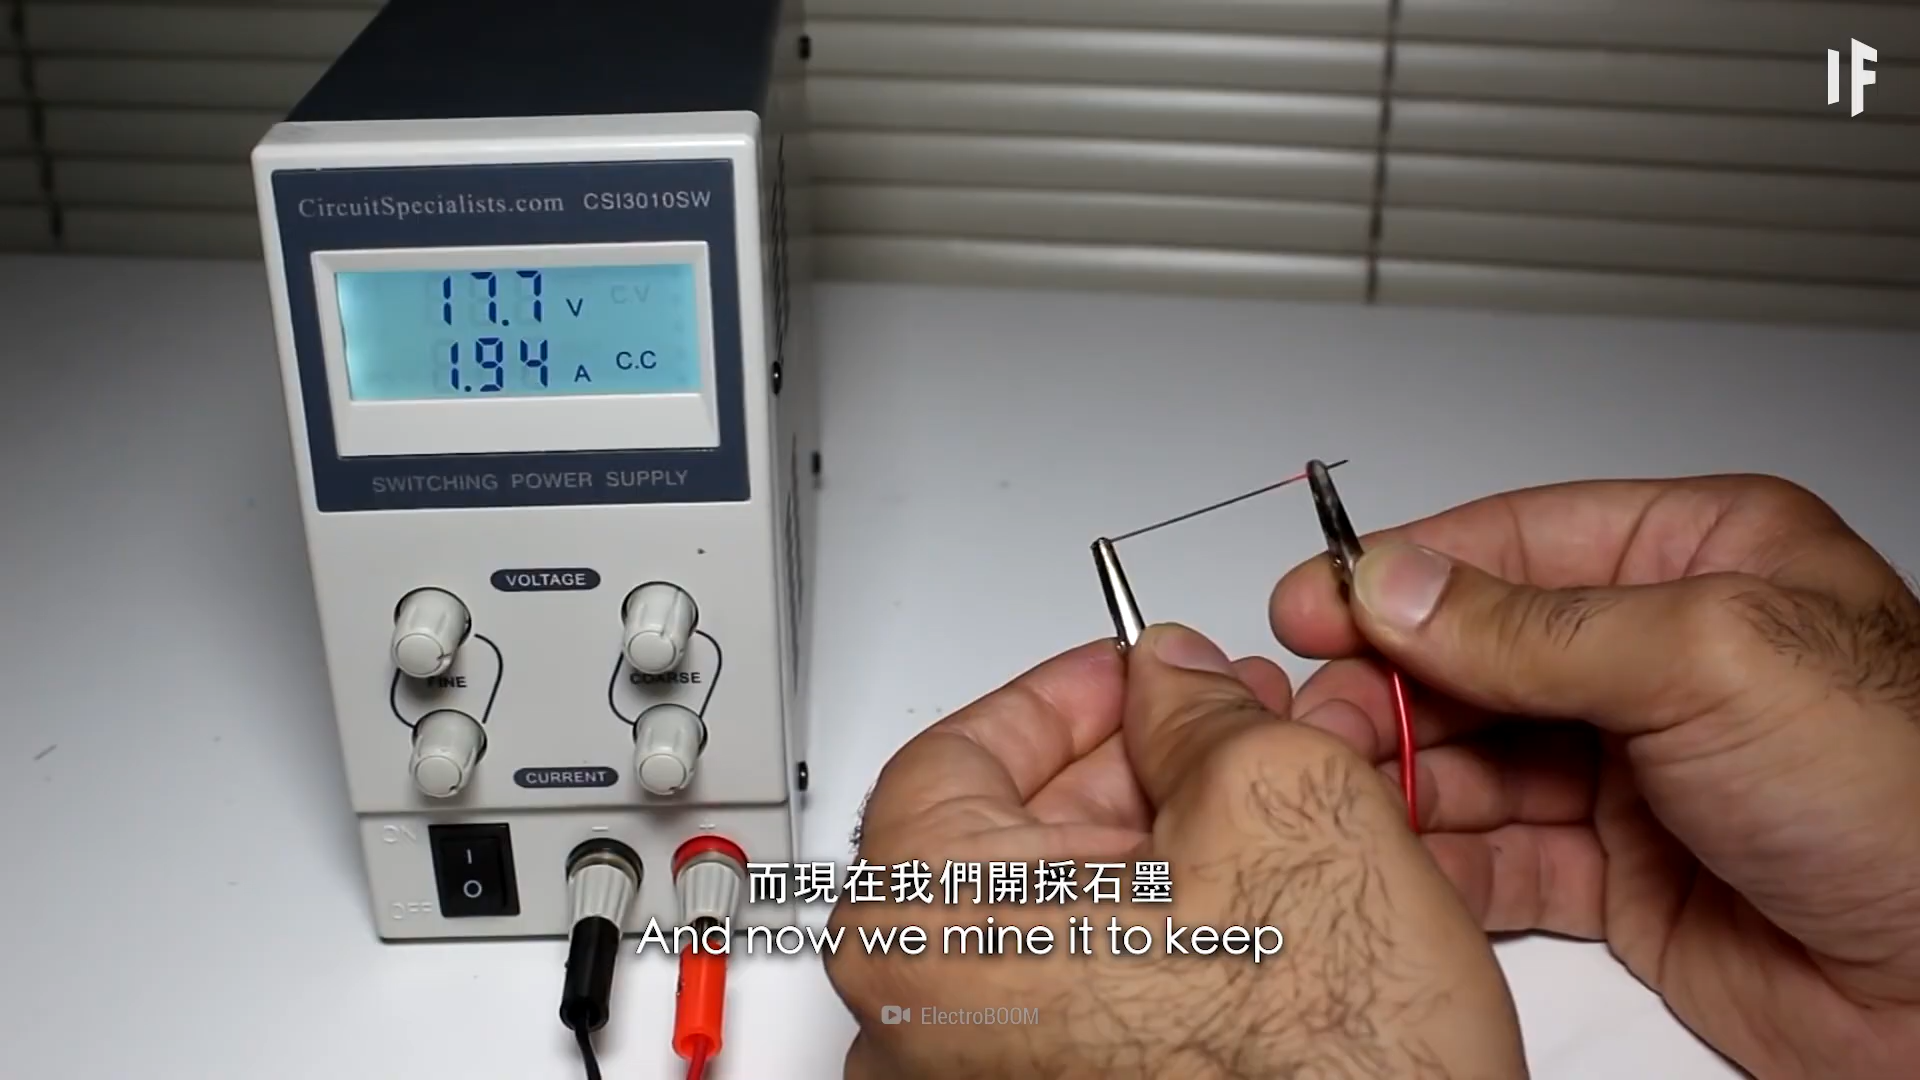 IF
CircuitSpecialists.com CSI3010SW
17.7 V C.V
1.94 A C.C
SWITCHING POWER SUPPLY
VOLTAGE
FINE COARSE
CURRENT
ON
OFF
I
O
- +
而現在我們開採石墨
And now we mine it to keep
ElectroBOOM